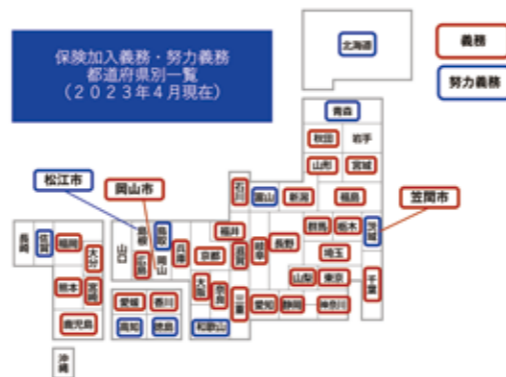 保険加入義務・努力義務
都道府県別一覧
（２０２３年４月現在）
北海道
義務
努力義務
青森
秋田
岩手
山形
宮城
松江市
岡山市
石川
富山
新潟
福島
笠間市
長崎
佐賀
福岡
大分
山口
島根
鳥取
広島
岡山
兵庫
福井
京都
滋賀
岐阜
長野
群馬
栃木
茨城
埼玉
熊本
宮崎
大阪
奈良
三重
山梨
東京
千葉
愛媛
香川
愛知
静岡
神奈川
鹿児島
高知
徳島
和歌山
沖縄